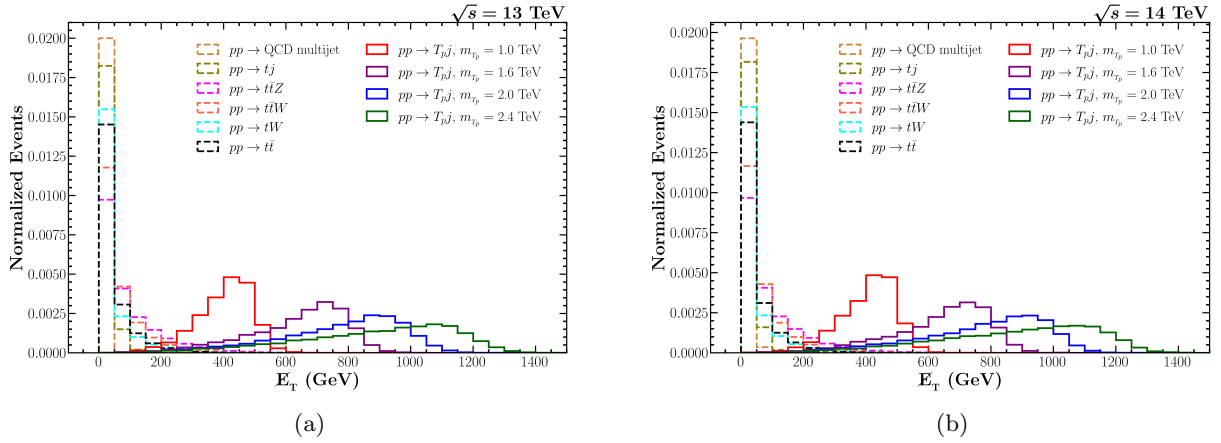 √s = 13 TeV
Normalized Events
0.0200
0.0175
0.0150
0.0125
0.0100
0.0075
0.0050
0.0025
0.0000
pp → QCD multijet
pp → tj
pp → tt̄Z
pp → tt̄W
pp → tW
pp → tt̄
pp → T_p j, m_{T_p} = 1.0 TeV
pp → T_p j, m_{T_p} = 1.6 TeV
pp → T_p j, m_{T_p} = 2.0 TeV
pp → T_p j, m_{T_p} = 2.4 TeV
0 200 400 600 800 1000 1200 1400
E_T (GeV)
(a)
√s = 14 TeV
Normalized Events
0.0200
0.0175
0.0150
0.0125
0.0100
0.0075
0.0050
0.0025
0.0000
pp → QCD multijet
pp → tj
pp → tt̄Z
pp → tt̄W
pp → tW
pp → tt̄
pp → T_p j, m_{T_p} = 1.0 TeV
pp → T_p j, m_{T_p} = 1.6 TeV
pp → T_p j, m_{T_p} = 2.0 TeV
pp → T_p j, m_{T_p} = 2.4 TeV
0 200 400 600 800 1000 1200 1400
E_T (GeV)
(b)